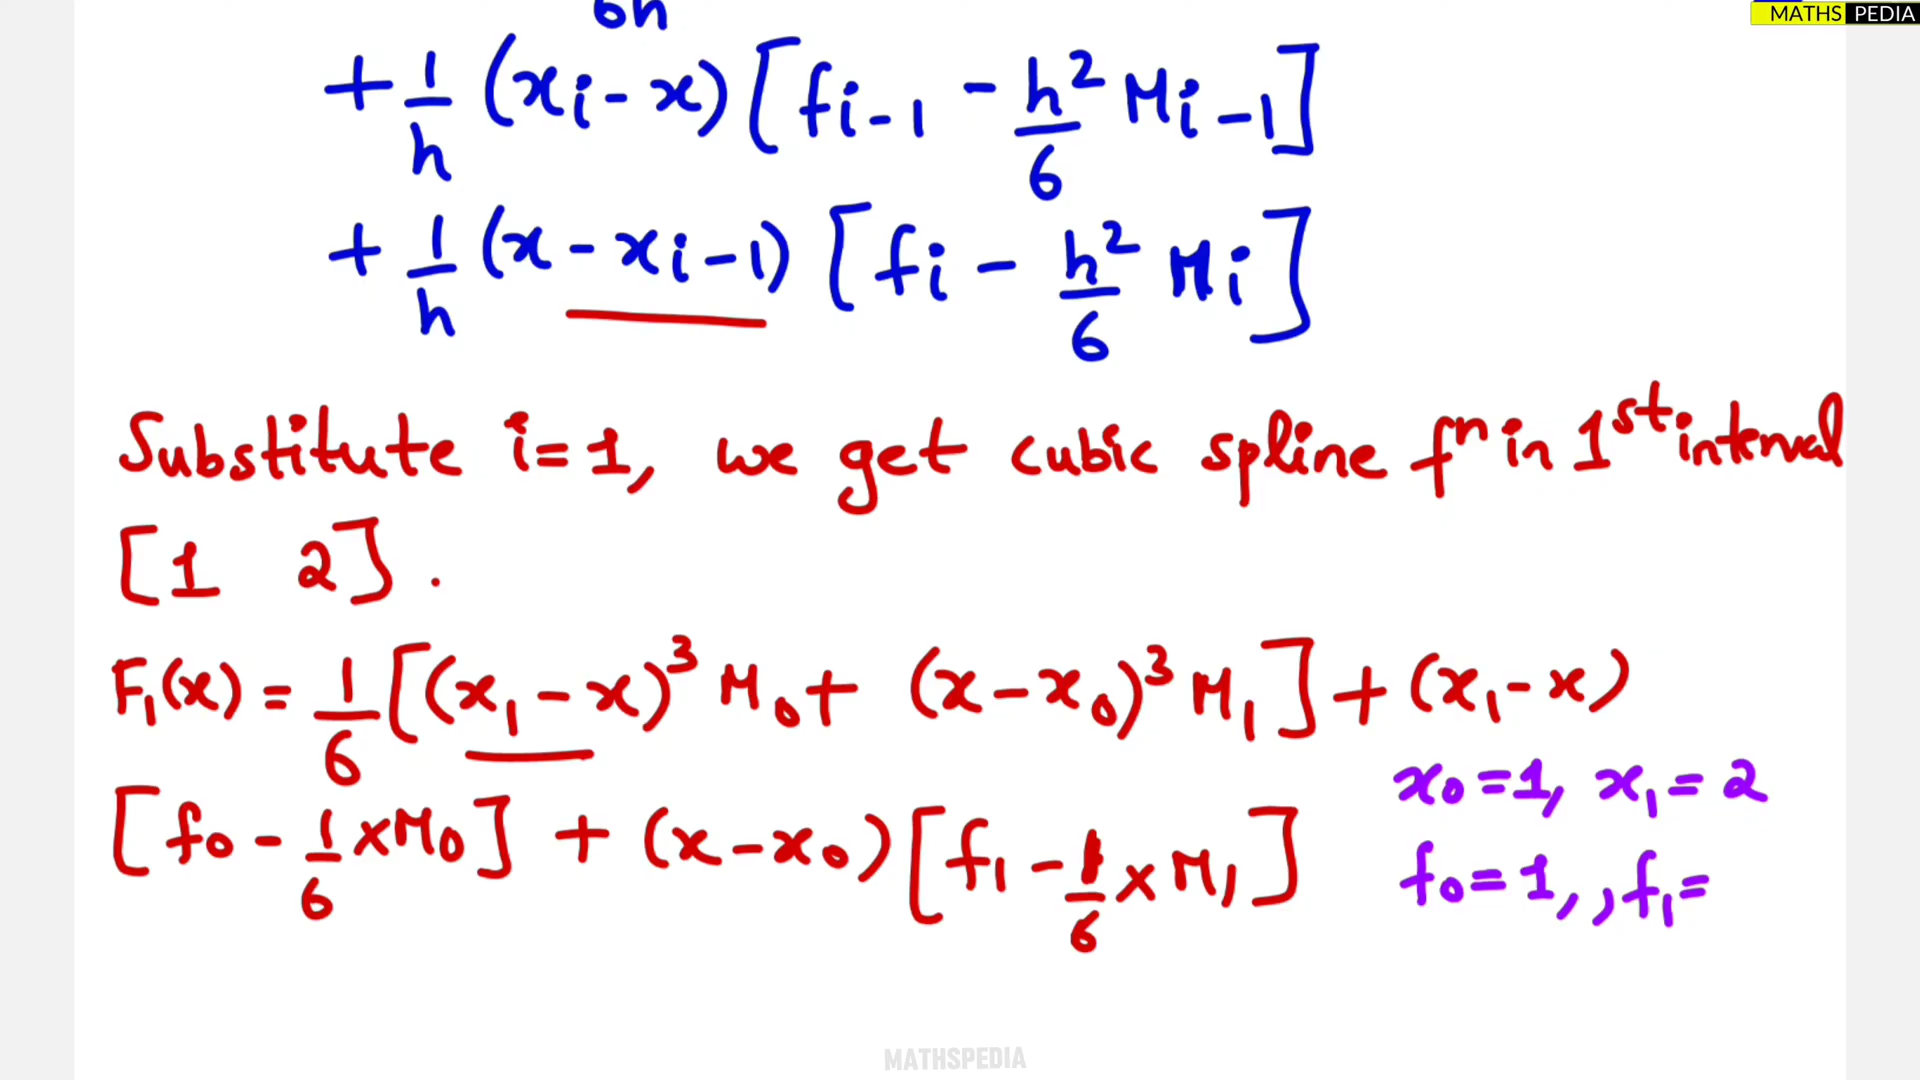 MATHS PEDIA
6h
+ 1/h (xi - x) [fi-1 - h²/6 Mi-1]
+ 1/h (x - xi-1) [fi - h²/6 Mi]
Substitute i=1, we get cubic spline fⁿ in 1ˢᵗ interval
[1 2].
F₁(x) = 1/6 [(x₁ - x)³ M₀ + (x - x₀)³ M₁] + (x₁ - x)
x₀ = 1, x₁ = 2
[f₀ - 1/6 × M₀] + (x - x₀) [f₁ - 1/6 × M₁]
f₀ = 1, , f₁ =
MATHSPEDIA